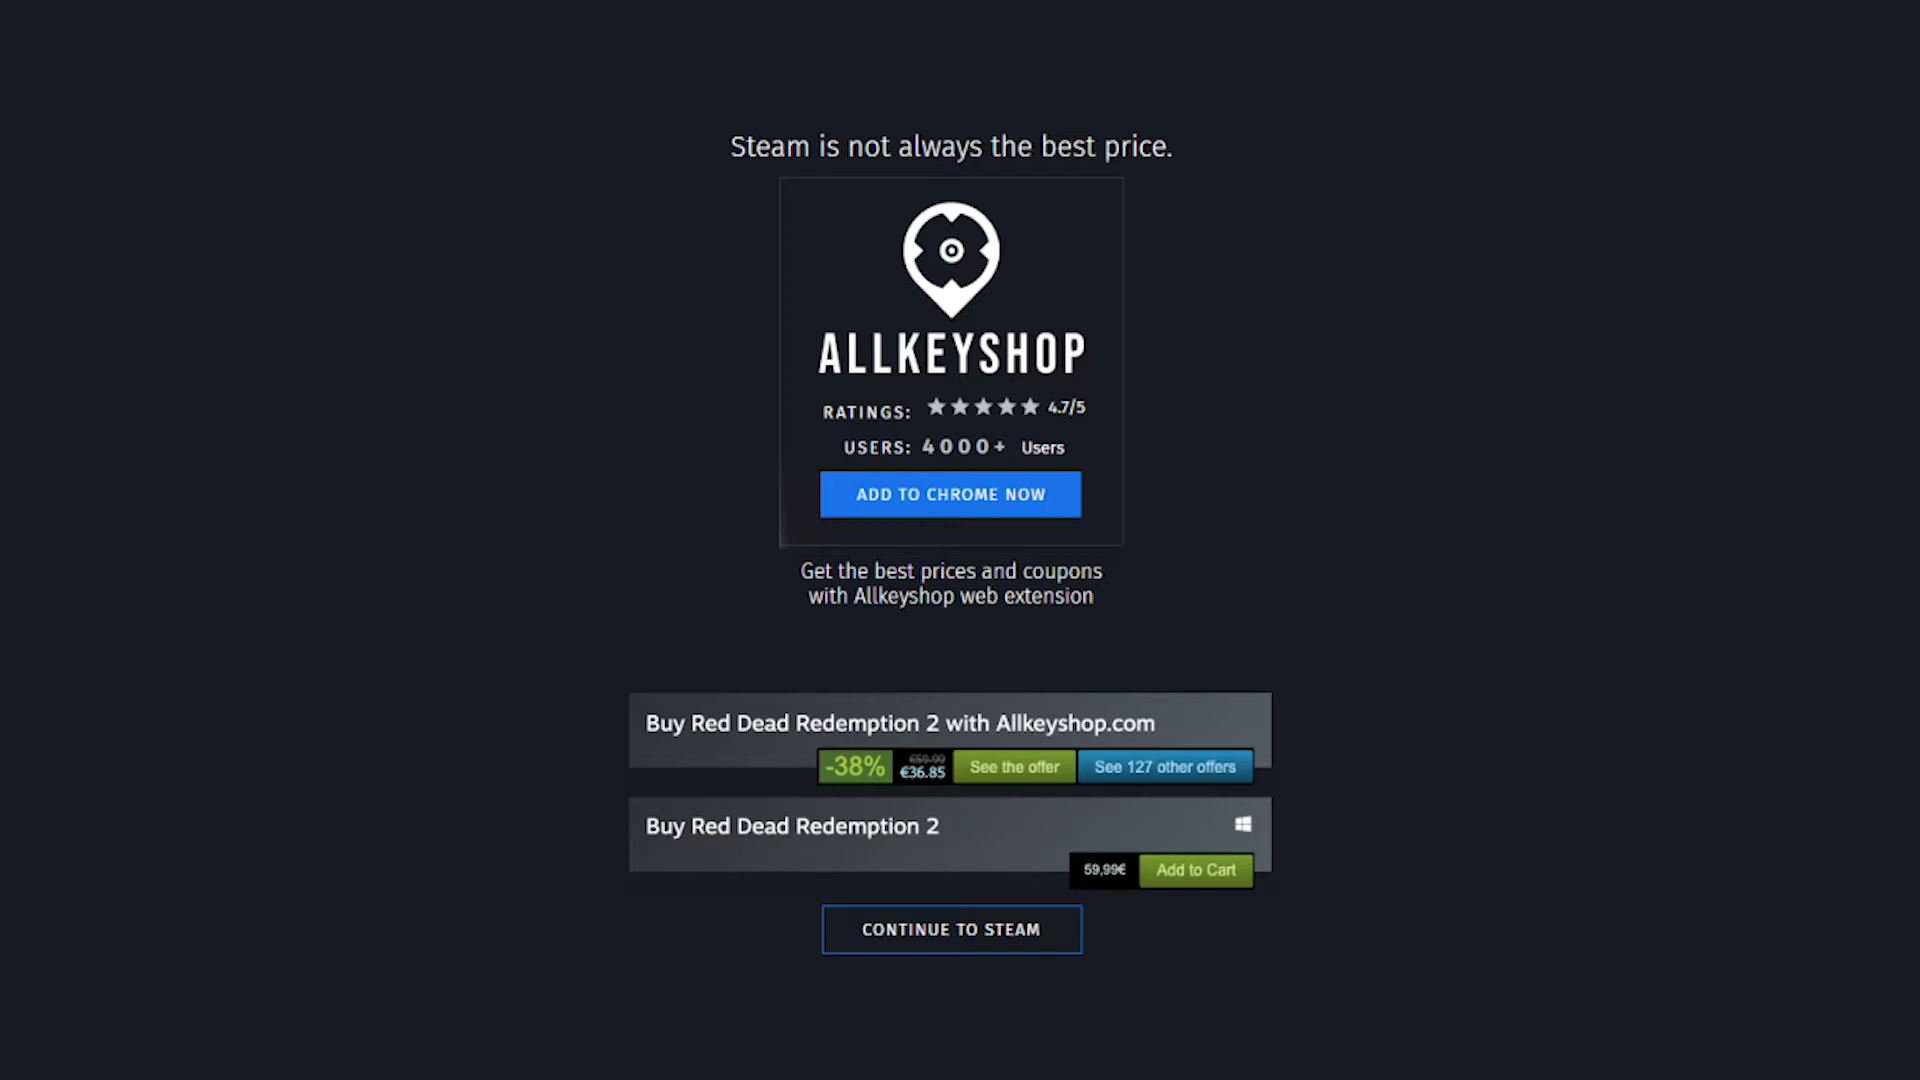 Steam is not always the best price.
ALLKEYSHOP
RATINGS: 4.7/5
USERS: 4000+ Users
ADD TO CHROME NOW
Get the best prices and coupons
with Allkeyshop web extension
Buy Red Dead Redemption 2 with Allkeyshop.com
-38% €59.99 €36.85 See the offer See 127 other offers
Buy Red Dead Redemption 2
59,99€ Add to Cart
CONTINUE TO STEAM